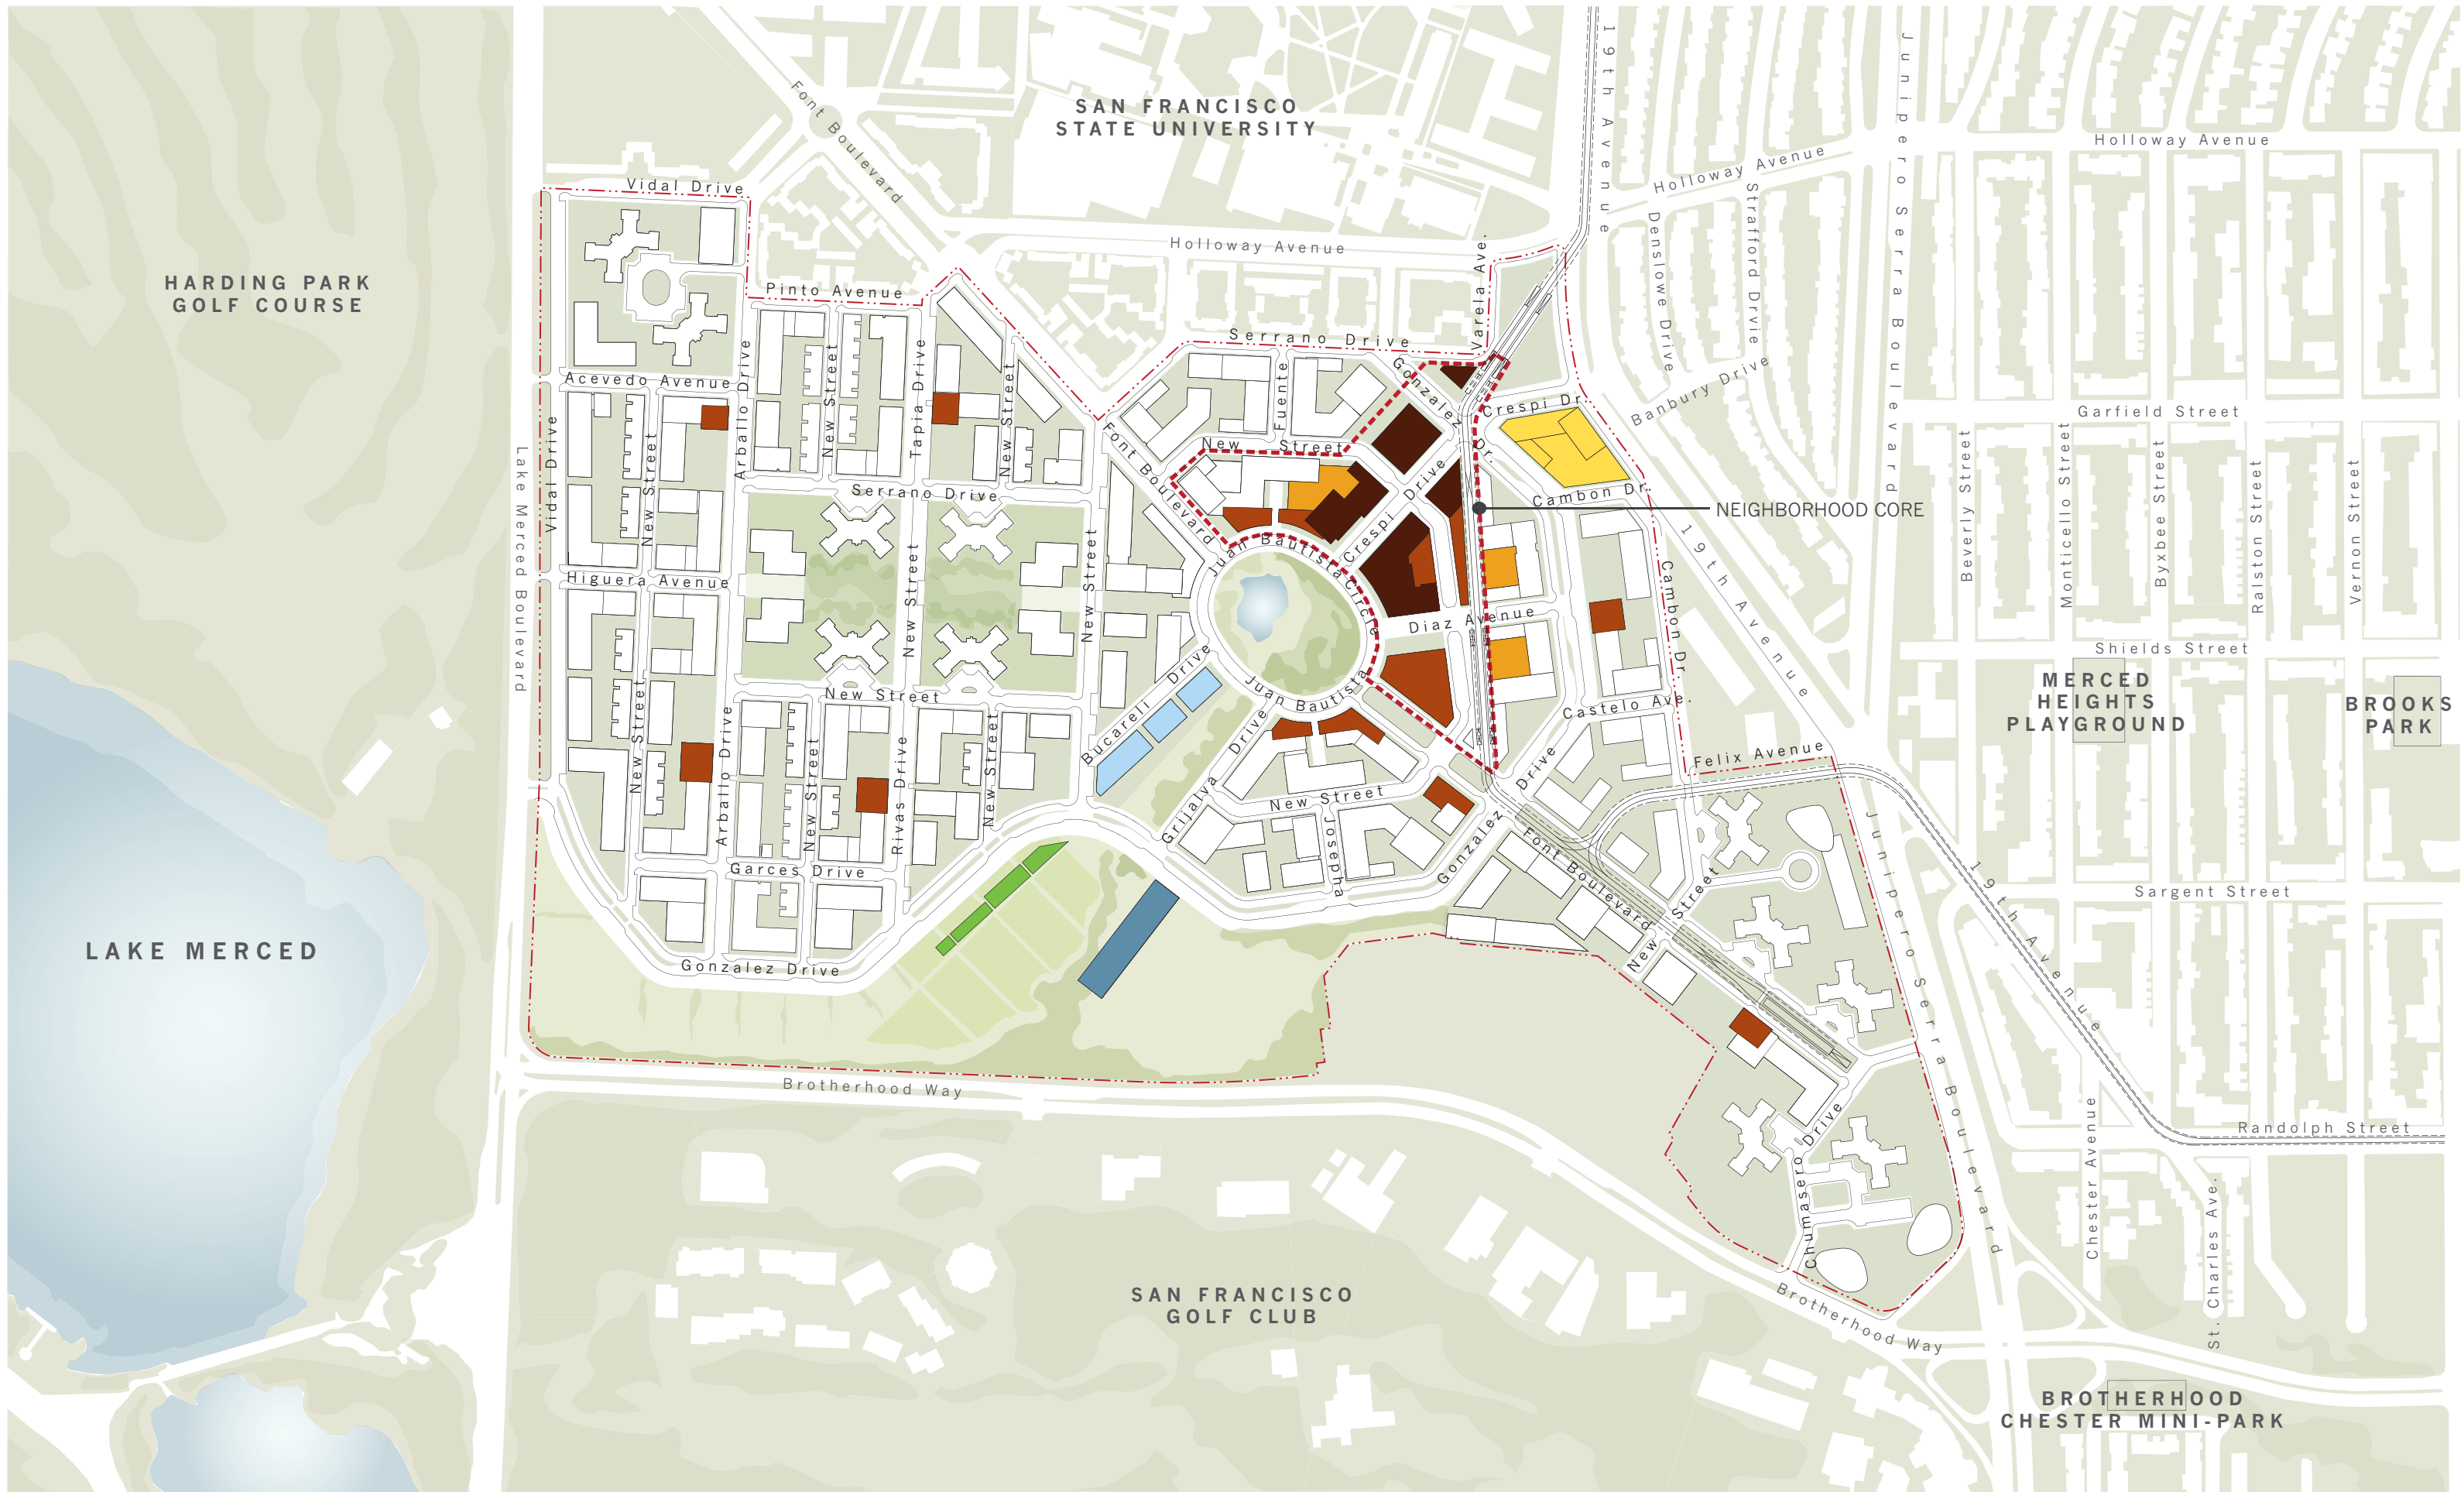 SAN FRANCISCO
STATE UNIVERSITY
19th Avenue
Junipero Serra Boulevard
Font Boulevard
Holloway Avenue
Holloway Avenue
Vidal Drive
Holloway Avenue
Varela Ave.
Denslowe Drive
Strafford Drvie
HARDING PARK
GOLF COURSE
Pinto Avenue
Serrano Drive
Banbury Drive
Acevedo Avenue
Arballo Drive
New Street
Tapia Drive
New Street
Fuente
Gonzalez Dr.
Crespi Dr.
Garfield Street
Vidal Drive
New Street
Font Boulevard
New Street
Crespi Drive
Cambon Dr.
Beverly Street
Monticello Street
Byxbee Street
Ralston Street
Vernon Street
Lake Merced Boulevard
Serrano Drive
NEIGHBORHOOD CORE
Higuera Avenue
New Street
New Street
Juan Bautista Circle
Diaz Avenue
Cambon Dr.
19th Avenue
Shields Street
MERCED
HEIGHTS
PLAYGROUND
BROOKS
PARK
New Street
New Street
Bucareli Drive
Juan Bautista
Castelo Ave.
Arballo Drive
New Street
Rivas Drive
New Street
Grijalva Drive
New Street
Josepha
Gonzalez Drive
Felix Avenue
Font Boulevard
New Street
Junipero Serra Boulevard
19th Avenue
Sargent Street
Garces Drive
LAKE MERCED
Gonzalez Drive
Brotherhood Way
Chumasero Drive
Randolph Street
Chester Avenue
St. Charles Ave.
SAN FRANCISCO
GOLF CLUB
Brotherhood Way
BROTHERHOOD
CHESTER MINI-PARK